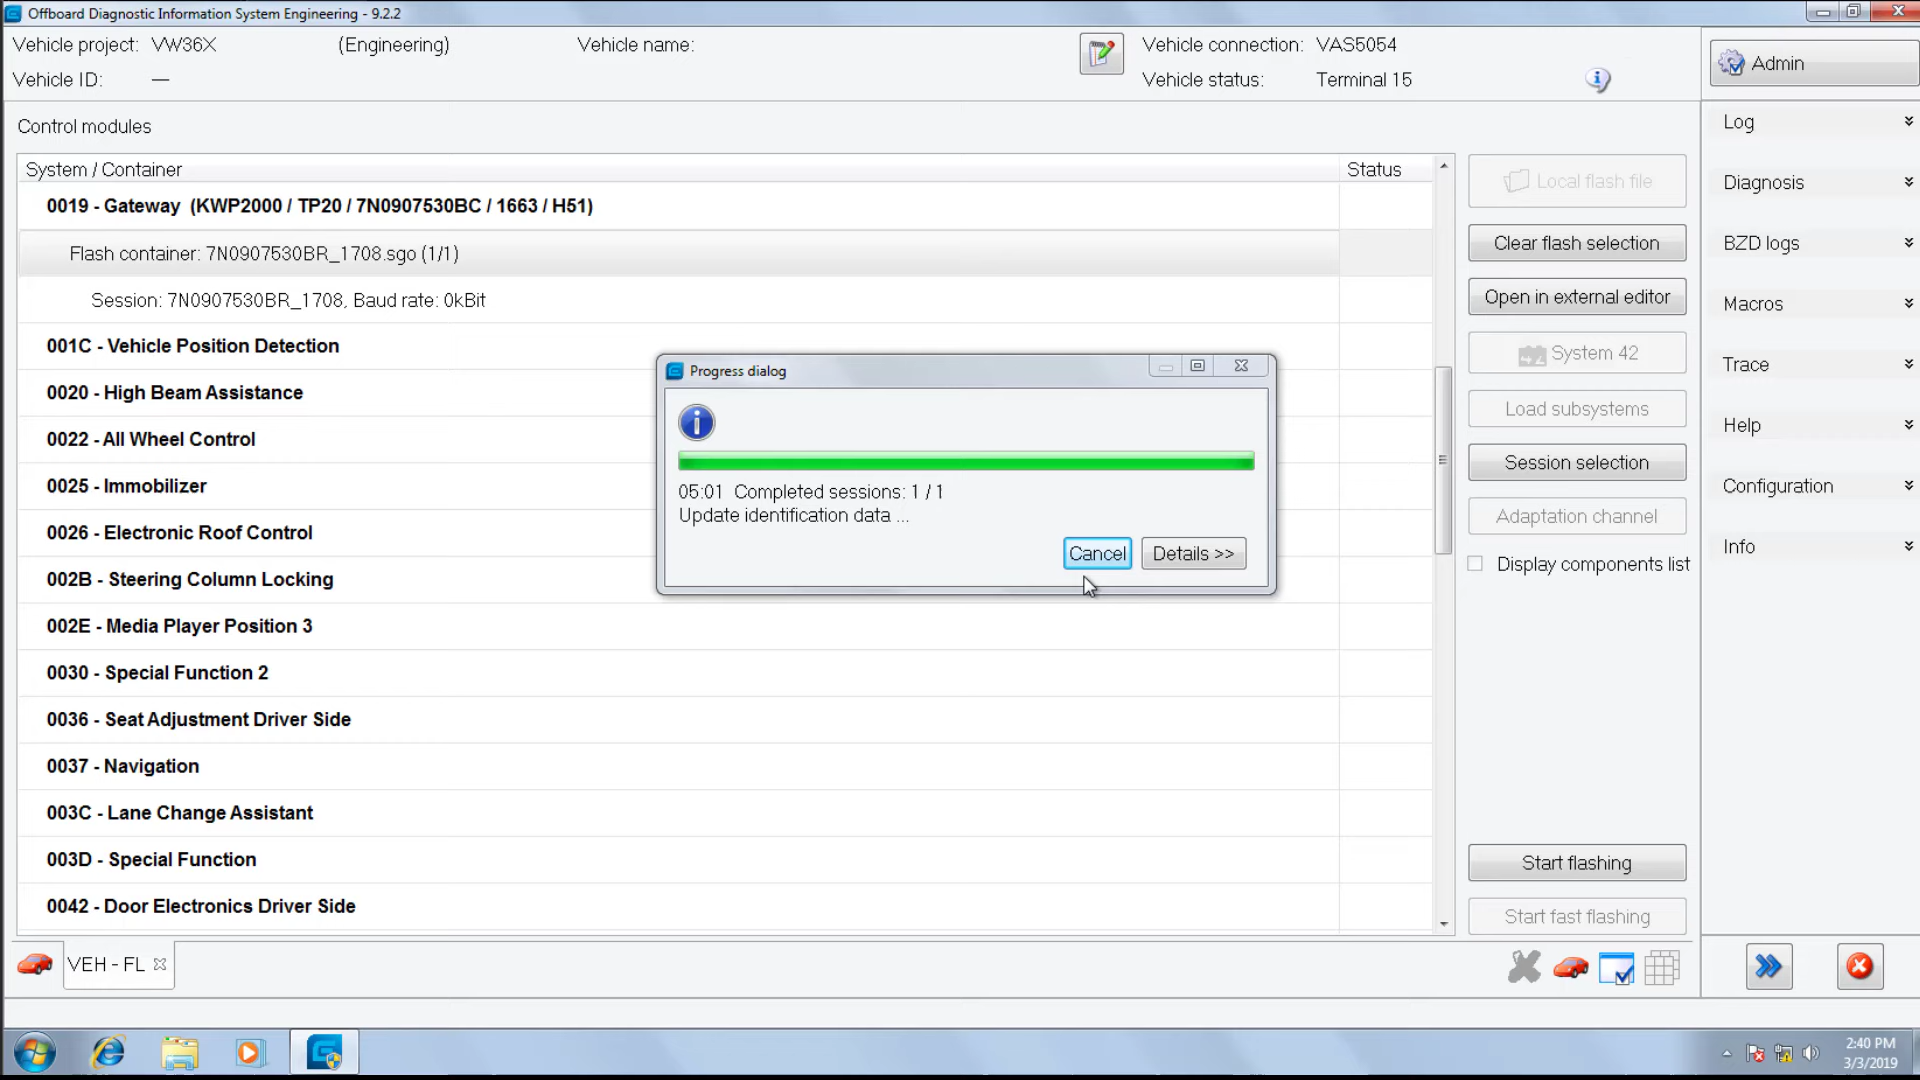 Offboard Diagnostic Information System Engineering - 9.2.2
Vehicle project: VW36X (Engineering) Vehicle name: Vehicle connection: VAS5054
Vehicle ID: — Vehicle status: Terminal 15
Admin
Control modules
System / Container Status
0019 - Gateway (KWP2000 / TP20 / 7N0907530BC / 1663 / H51)
Flash container: 7N0907530BR_1708.sgo (1/1)
Session: 7N0907530BR_1708, Baud rate: 0kBit
001C - Vehicle Position Detection
0020 - High Beam Assistance
0022 - All Wheel Control
0025 - Immobilizer
0026 - Electronic Roof Control
002B - Steering Column Locking
002E - Media Player Position 3
0030 - Special Function 2
0036 - Seat Adjustment Driver Side
0037 - Navigation
003C - Lane Change Assistant
003D - Special Function
0042 - Door Electronics Driver Side
Progress dialog
05:01 Completed sessions: 1 / 1
Update identification data ...
Cancel Details >>
Local flash file
Clear flash selection
Open in external editor
System 42
Load subsystems
Session selection
Adaptation channel
Display components list
Start flashing
Start fast flashing
Log
Diagnosis
BZD logs
Macros
Trace
Help
Configuration
Info
VEH - FL
2:40 PM
3/3/2019